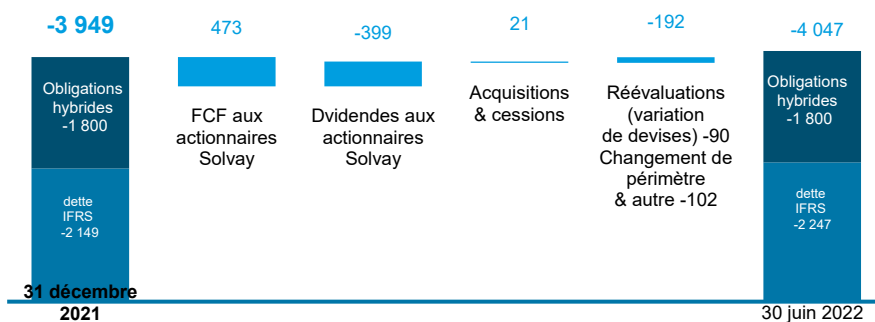 -3 949
473
-399
21
-192
-4 047
Obligations
hybrides
-1 800
dette
IFRS
-2 149
31 décembre
2021
FCF aux
actionnaires
Solvay
Dvidendes aux
actionnaires
Solvay
Acquisitions
& cessions
Réévaluations
(variation
de devises) -90
Changement de
périmètre
& autre -102
Obligations
hybrides
-1 800
dette
IFRS
-2 247
30 juin 2022